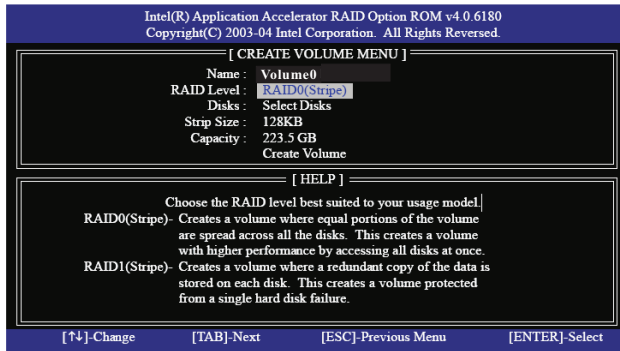 Intel(R) Application Accelerator RAID Option ROM v4.0.6180
Copyright(C) 2003-04 Intel Corporation. All Rights Reserved.
[ CREATE VOLUME MENU ]
Name : Volume0
RAID Level : RAID0(Stripe)
Disks : Select Disks
Strip Size : 128KB
Capacity : 223.5 GB
Create Volume
[ HELP ]
Choose the RAID level best suited to your usage model.
RAID0(Stripe)- Creates a volume where equal portions of the volume
are spread across all the disks. This creates a volume
with higher performance by accessing all disks at once.
RAID1(Stripe)- Creates a volume where a redundant copy of the data is
stored on each disk. This creates a volume protected
from a single hard disk failure.
[↑↓]-Change [TAB]-Next [ESC]-Previous Menu [ENTER]-Select